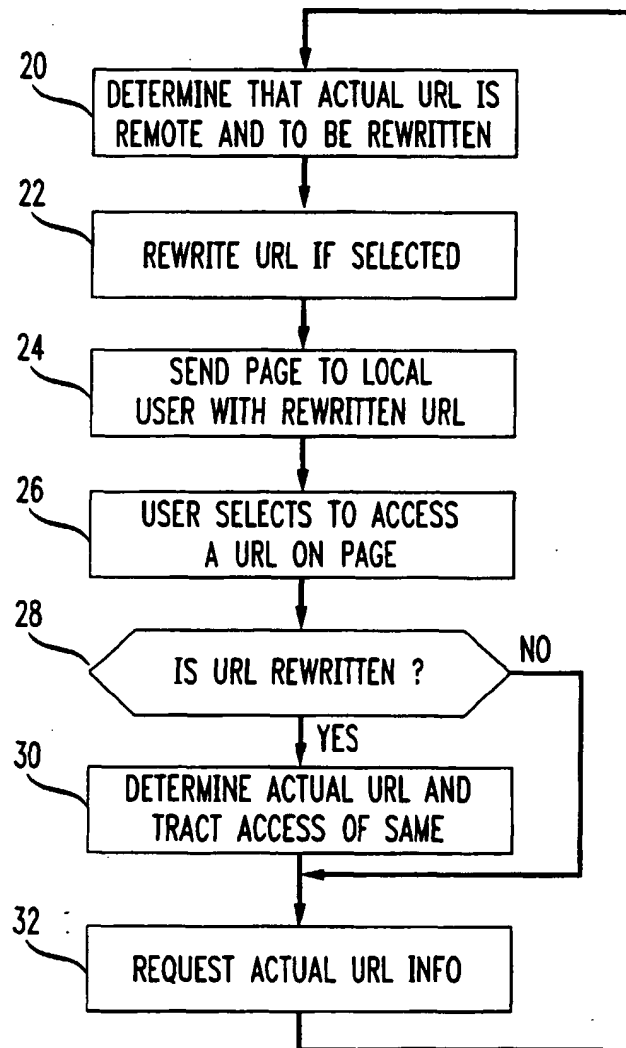 20
DETERMINE THAT ACTUAL URL IS
REMOTE AND TO BE REWRITTEN
22
REWRITE URL IF SELECTED
24
SEND PAGE TO LOCAL
USER WITH REWRITTEN URL
26
USER SELECTS TO ACCESS
A URL ON PAGE
28
IS URL REWRITTEN ?
NO
YES
30
DETERMINE ACTUAL URL AND
TRACT ACCESS OF SAME
32
REQUEST ACTUAL URL INFO